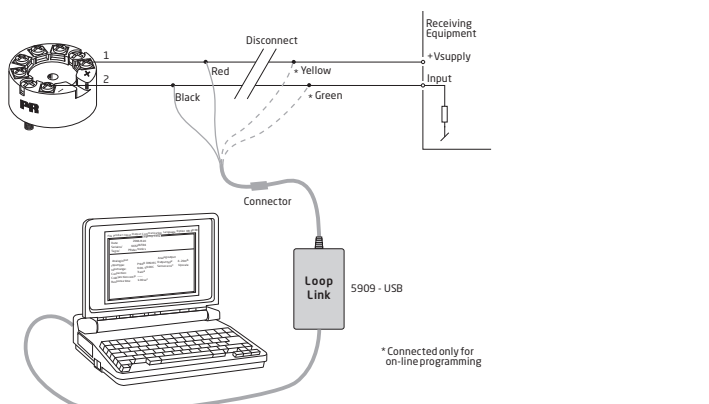 Receiving
Equipment
Disconnect
1
+Vsupply
Red
* Yellow
2
Input
Black
* Green
PR
Connector
Loop
Link
5909 - USB
* Connected only for
on-line programming